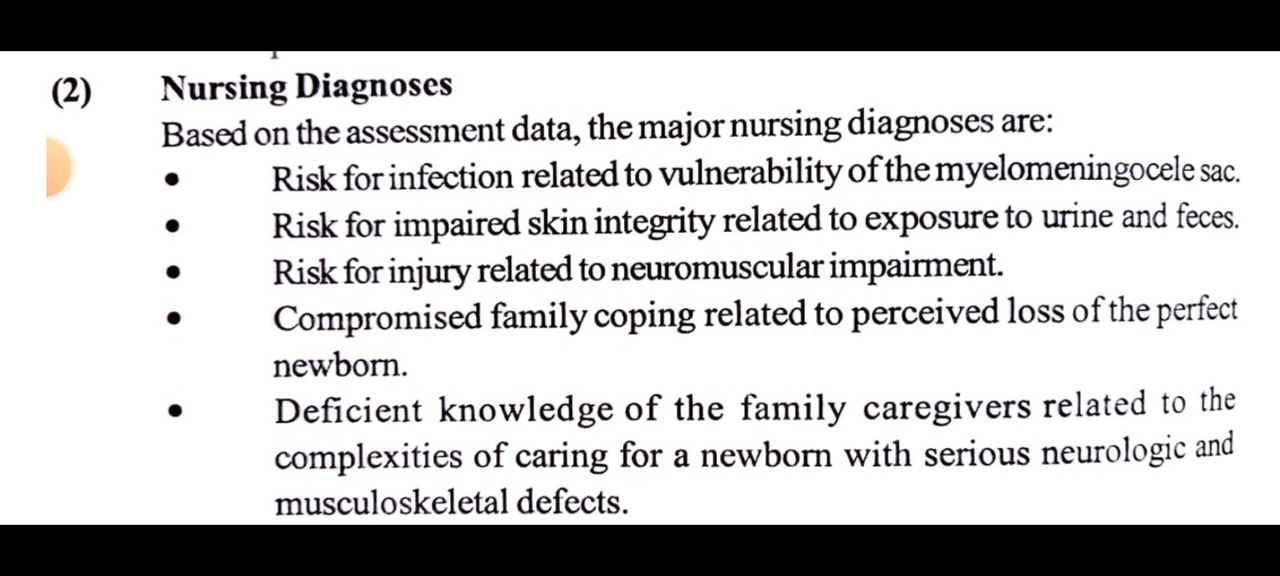 (2) Nursing Diagnoses
Based on the assessment data, the major nursing diagnoses are:
• Risk for infection related to vulnerability of the myelomeningocele sac.
• Risk for impaired skin integrity related to exposure to urine and feces.
• Risk for injury related to neuromuscular impairment.
• Compromised family coping related to perceived loss of the perfect
newborn.
• Deficient knowledge of the family caregivers related to the
complexities of caring for a newborn with serious neurologic and
musculoskeletal defects.